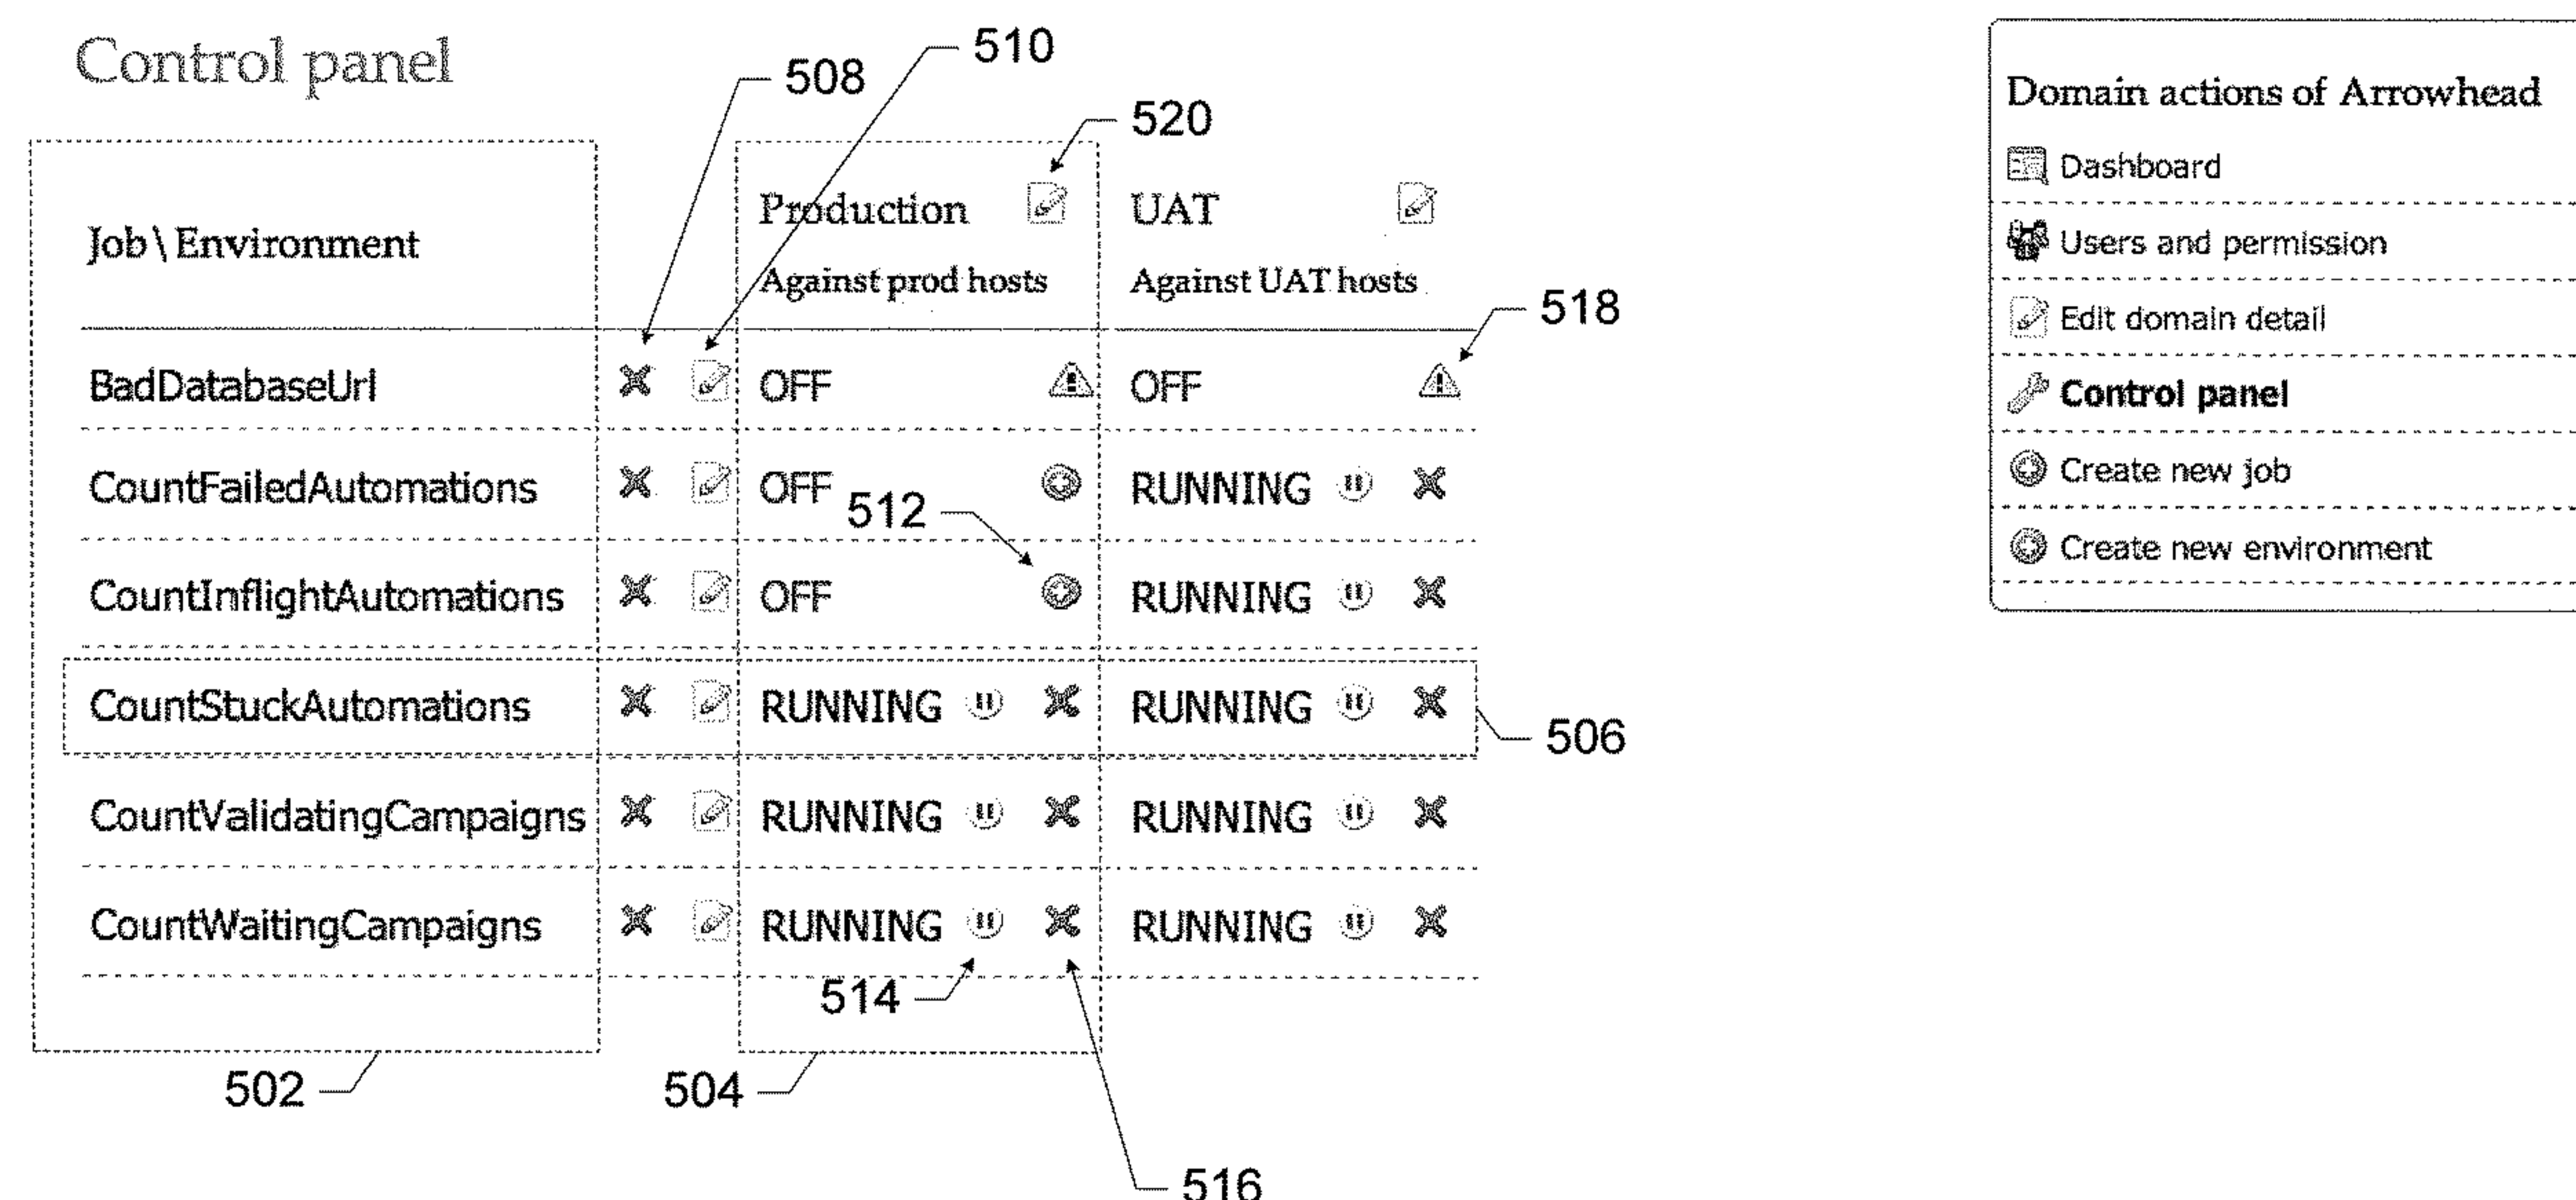 Control panel
510
508
520
Production UAT
Job\Environment
Against prod hosts Against UAT hosts
518
BadDatabaseUrl OFF OFF
CountFailedAutomations OFF RUNNING
512
CountInflightAutomations OFF RUNNING
CountStuckAutomations RUNNING RUNNING
506
CountValidatingCampaigns RUNNING RUNNING
CountWaitingCampaigns RUNNING RUNNING
514
502
504
516
Domain actions of Arrowhead
Dashboard
Users and permission
Edit domain detail
Control panel
Create new job
Create new environment